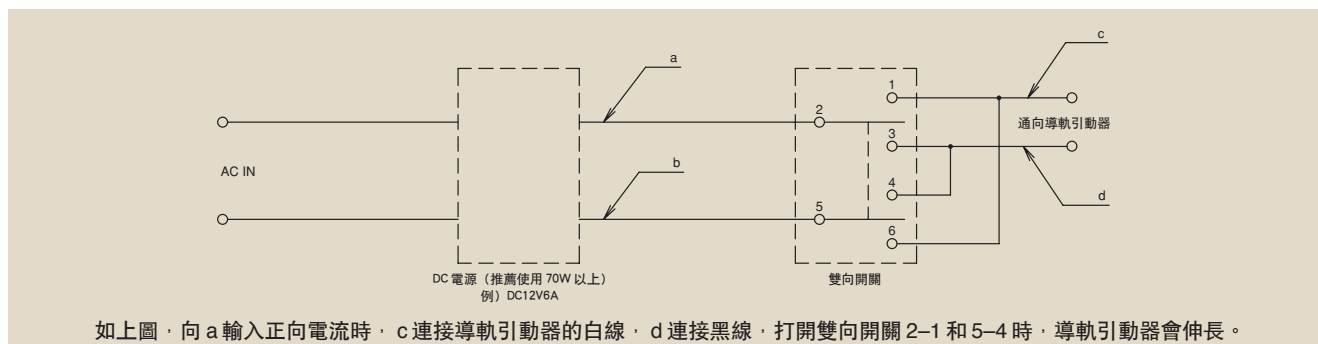 c
a
1
2
通向導軌引動器
3
AC IN
b
4
d
5
6
DC 電源（推薦使用 70W 以上）
例）DC12V6A
雙向開關
如上圖，向 a 輸入正向電流時，c 連接導軌引動器的白線，d 連接黑線，打開雙向開關 2–1 和 5–4 時，導軌引動器會伸長。